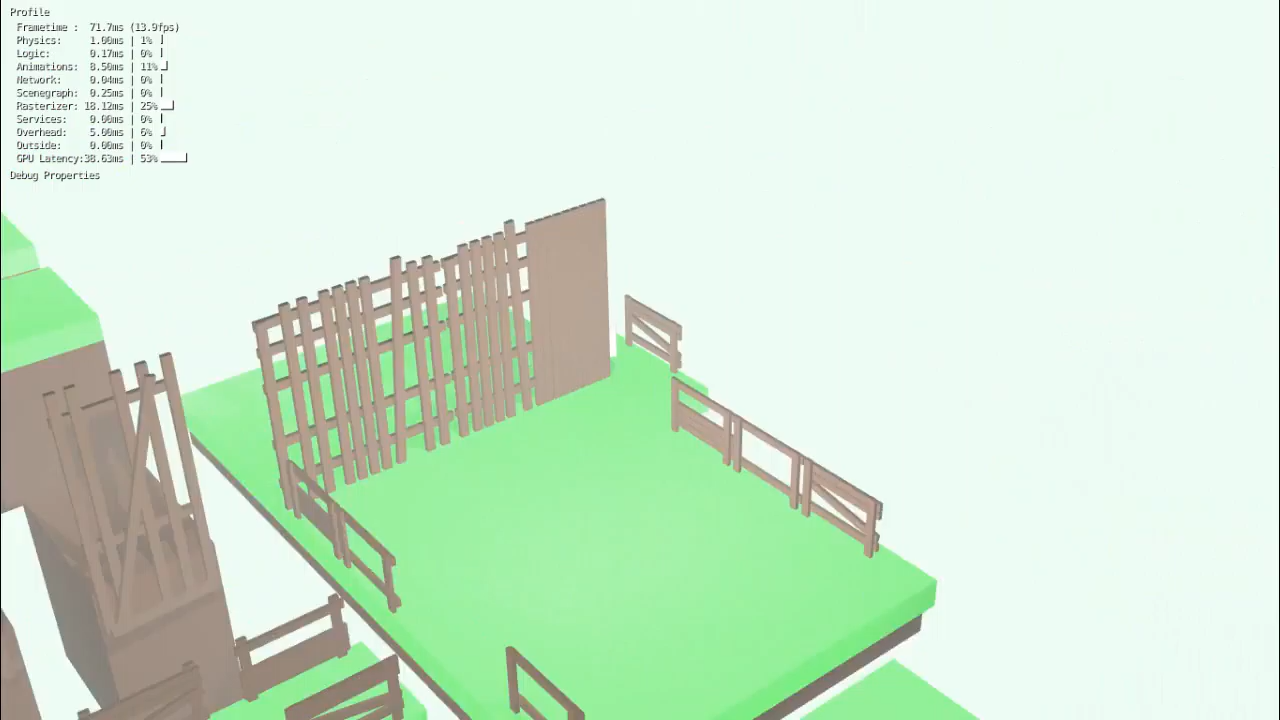 Profile
Frametime : 71.7ms (13.9fps)
Physics: 1.00ms | 1%
Logic: 0.17ms | 0%
Animations: 8.50ms | 11%
Network: 0.04ms | 0%
Scenegraph: 0.25ms | 0%
Rasterizer: 18.12ms | 25%
Services: 0.00ms | 0%
Overhead: 5.00ms | 6%
Outside: 0.00ms | 0%
GPU Latency:38.63ms | 53%
Debug Properties